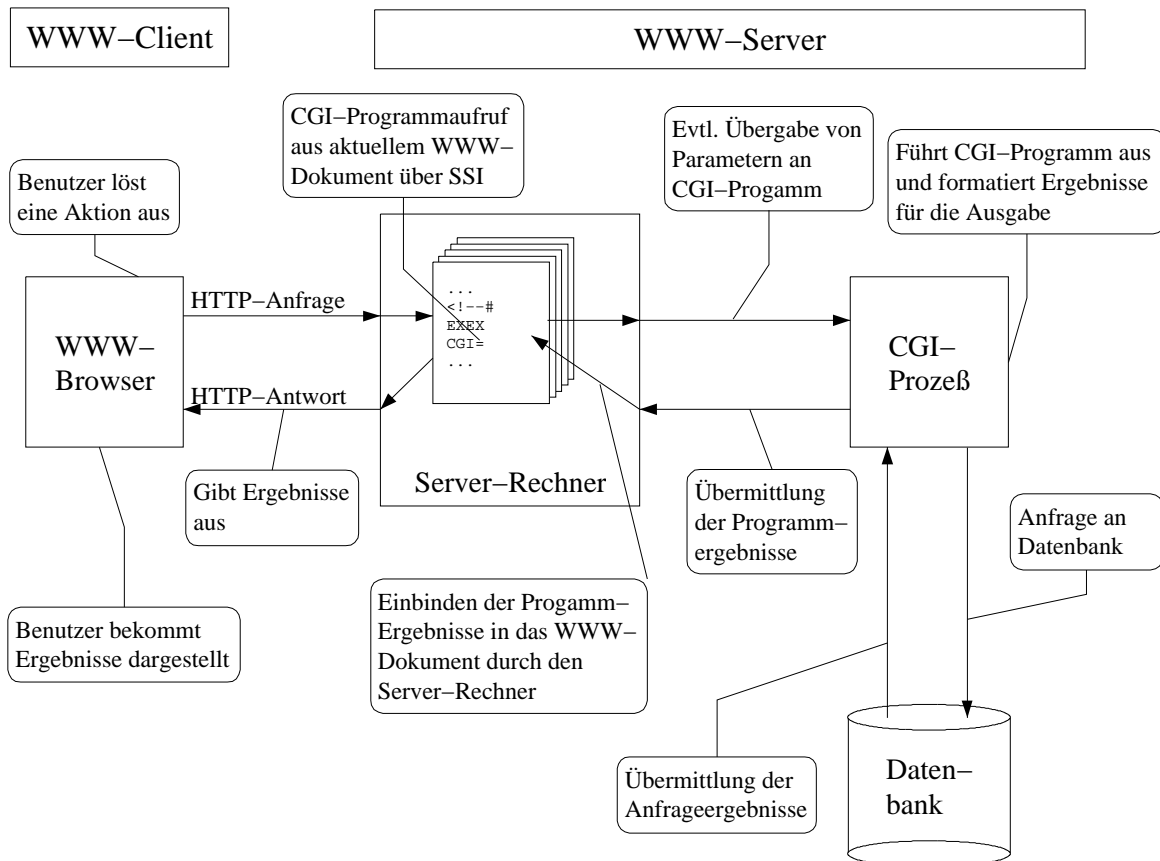 WWW–Client
WWW–Server
CGI–Programmaufruf
aus aktuellem WWW–
Dokument über SSI
Evtl. Übergabe von
Parametern an
CGI–Progamm
Führt CGI–Programm aus
und formatiert Ergebnisse
für die Ausgabe
Benutzer löst
eine Aktion aus
HTTP–Anfrage
...
<!--#
EXEX
CGI=
...
WWW–
Browser
CGI–
Prozeß
HTTP–Antwort
Server–Rechner
Gibt Ergebnisse
aus
Übermittlung
der Programm–
ergebnisse
Anfrage an
Datenbank
Benutzer bekommt
Ergebnisse dargestellt
Einbinden der Progamm–
Ergebnisse in das WWW–
Dokument durch den
Server–Rechner
Übermittlung der
Anfrageergebnisse
Daten–
bank